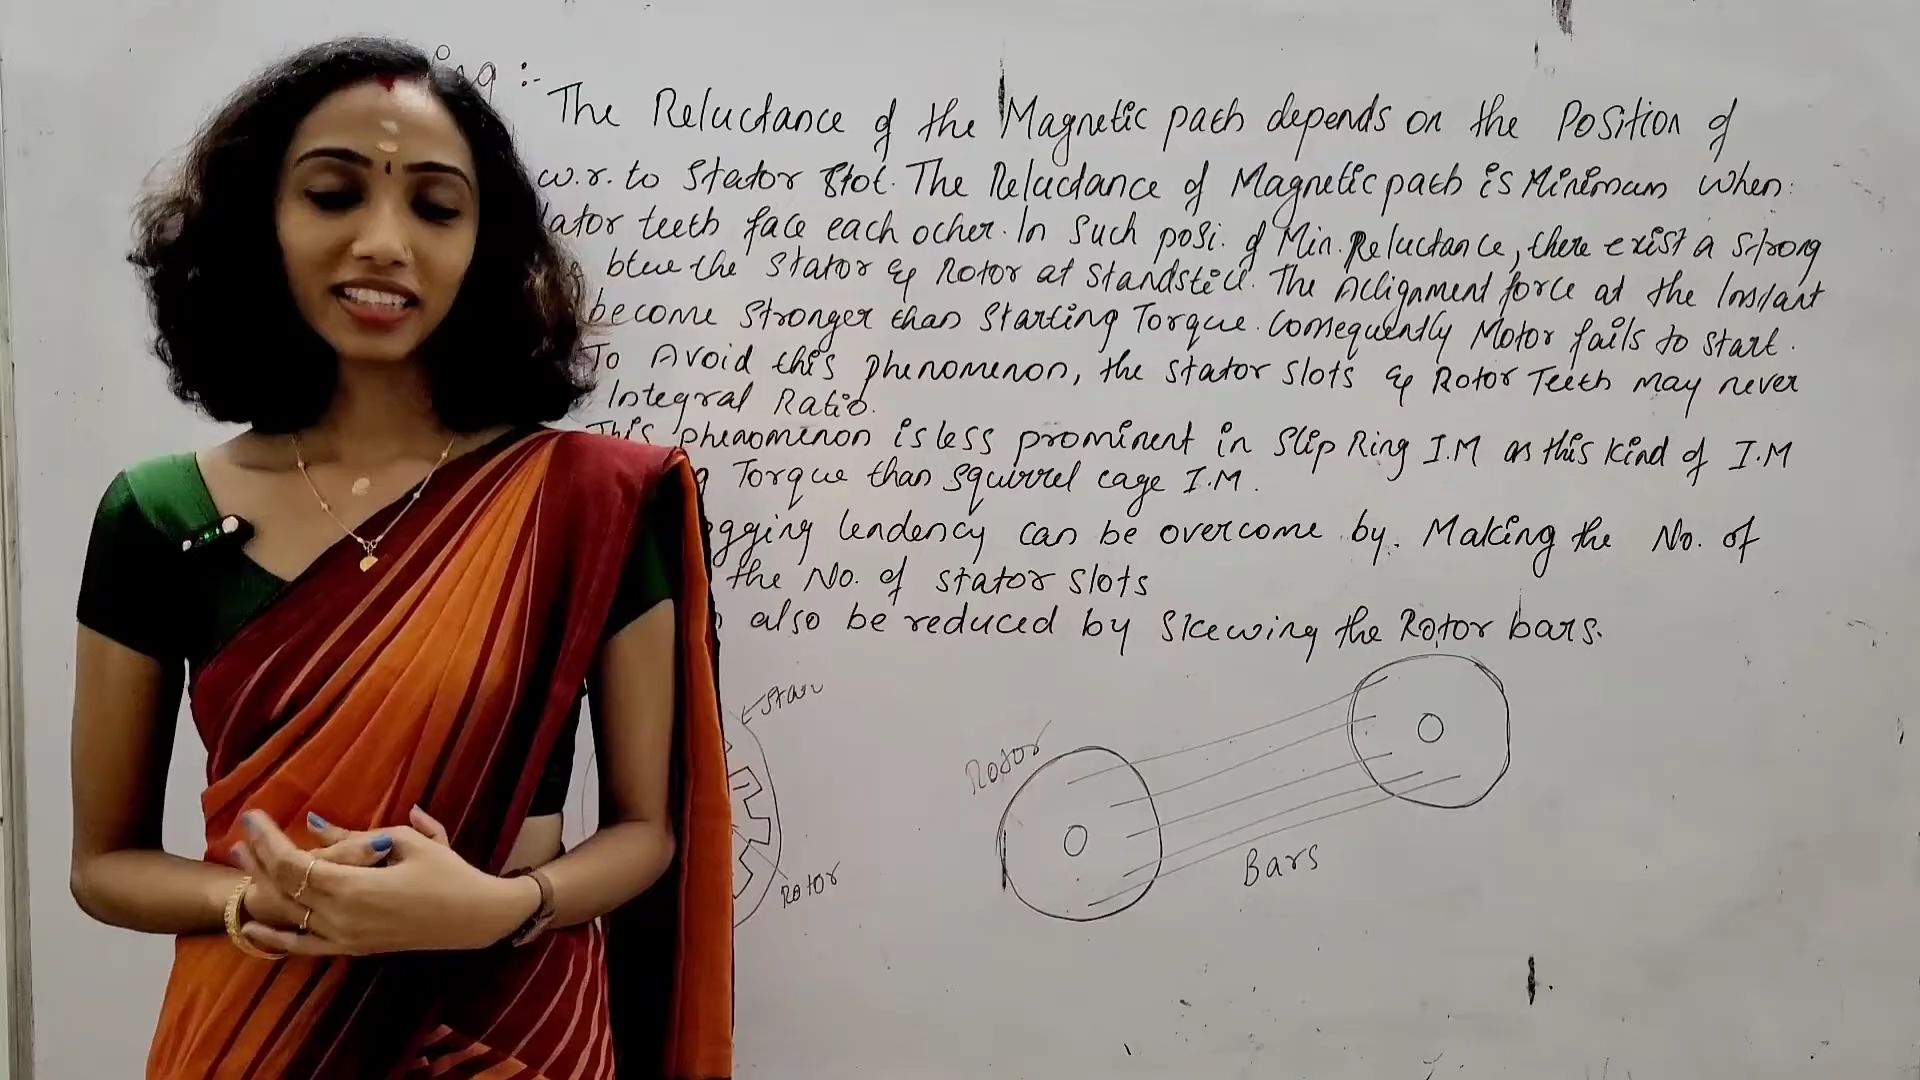 ing :-
The Reluctance of the Magnetic path depends on the Position of
w.r. to Stator Slot. The Reluctance of Magnetic path is Minimum when:
ator teeth face each other. In Such posi. of Min. Reluctance, there exist a strong
btw the Stator & Rotor at Standstill. The Allignment force at the Instant
become Stronger than Starting Torque. Consequently Motor fails to start.
To Avoid this phenomenon, the stator slots & Rotor Teeth may never
Integral Ratio.
This phenomenon is less prominent in Slip Ring I.M as this kind of I.M
g Torque than Squirrel cage I.M.
ogging tendency can be overcome by. Making the No. of
the No. of stator slots
also be reduced by skewing the Rotor bars.
Rotor
Rotor
Bars